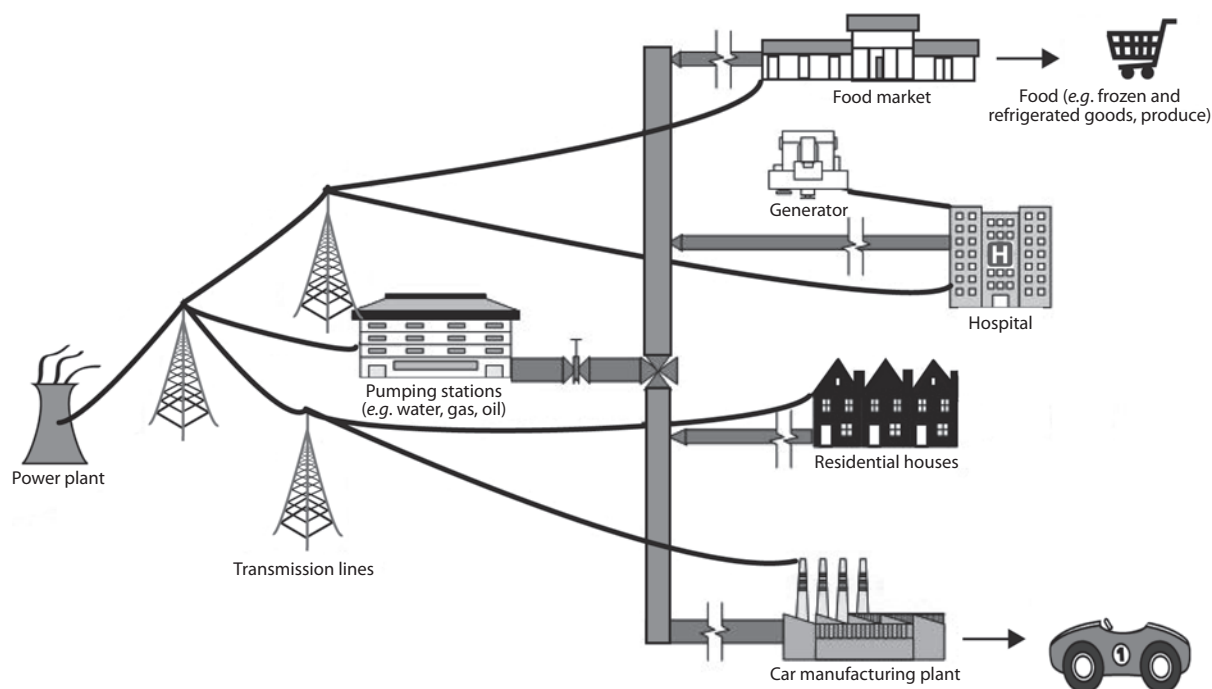 Food market
Food (e.g. frozen and
refrigerated goods, produce)
Generator
H
Hospital
Pumping stations
(e.g. water, gas, oil)
Residential houses
Power plant
Transmission lines
Car manufacturing plant
1